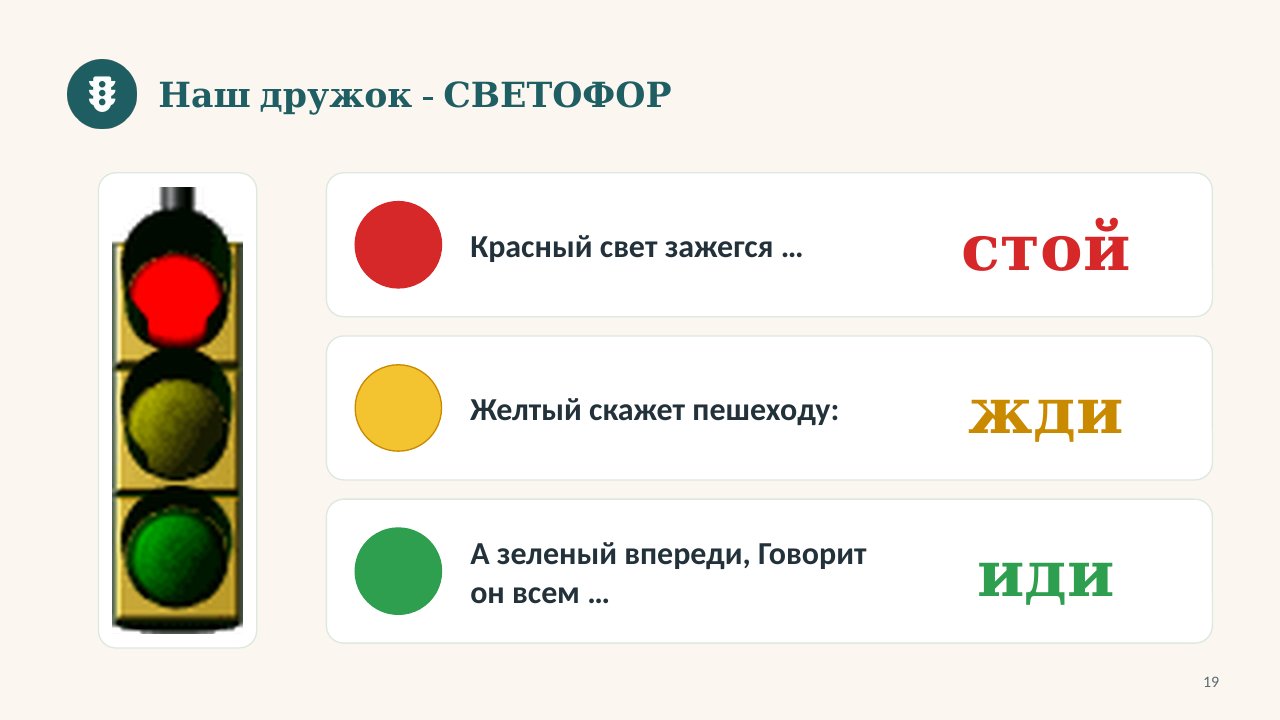 Наш дружок - СВЕТОФОР
Красный свет зажегся ...
стой
Желтый скажет пешеходу:
жди
А зеленый впереди, Говорит
он всем ...
иди
19